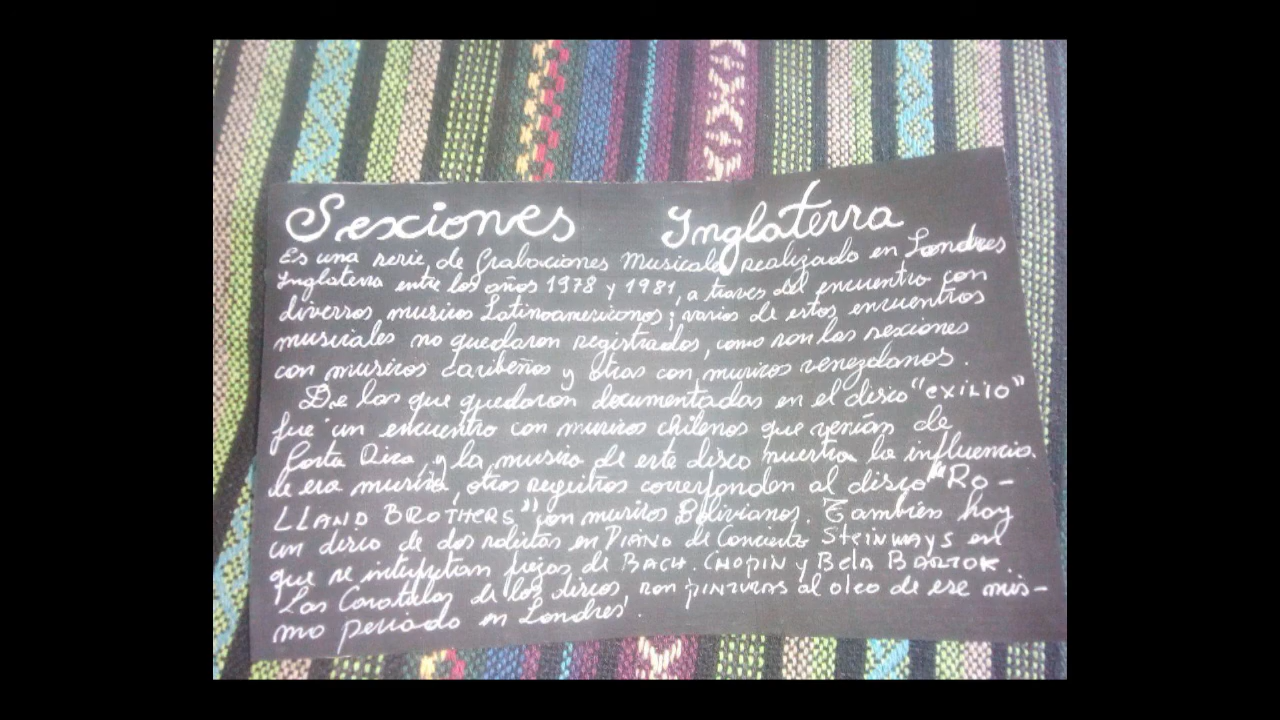 Sexciones Inglaterra
Es una serie, de Grabaciones Musicales realizado en Londres
Inglaterra entre los años 1978 y 1981, a traves del encuentro con
diversos musicos Latinoamericanos; varios de estos encuentros
musicales no quedaron registrados, como son las sexciones
con musicos caribeños y otras con musicos venezolanos.
De las que quedaron documentadas en el disco "EXILIO"
fue un encuentro con musicos chilenos que venian de
Costa Rica, y la musica de este disco muestra la influencia
de esa musica, otros registros corresponden al disco "RO-
LLAND BROTHERS" con musicos Bolivianos. Tambien hay
un disco de dos solistas en PIANO de Concierto STEINWAYS en
que se interpretan piezas de BACH. CHOPIN y BELA BARTOK.
Las Caratulas de los discos, son PINTURAS al oleo de ese mis-
mo periodo en Londres.